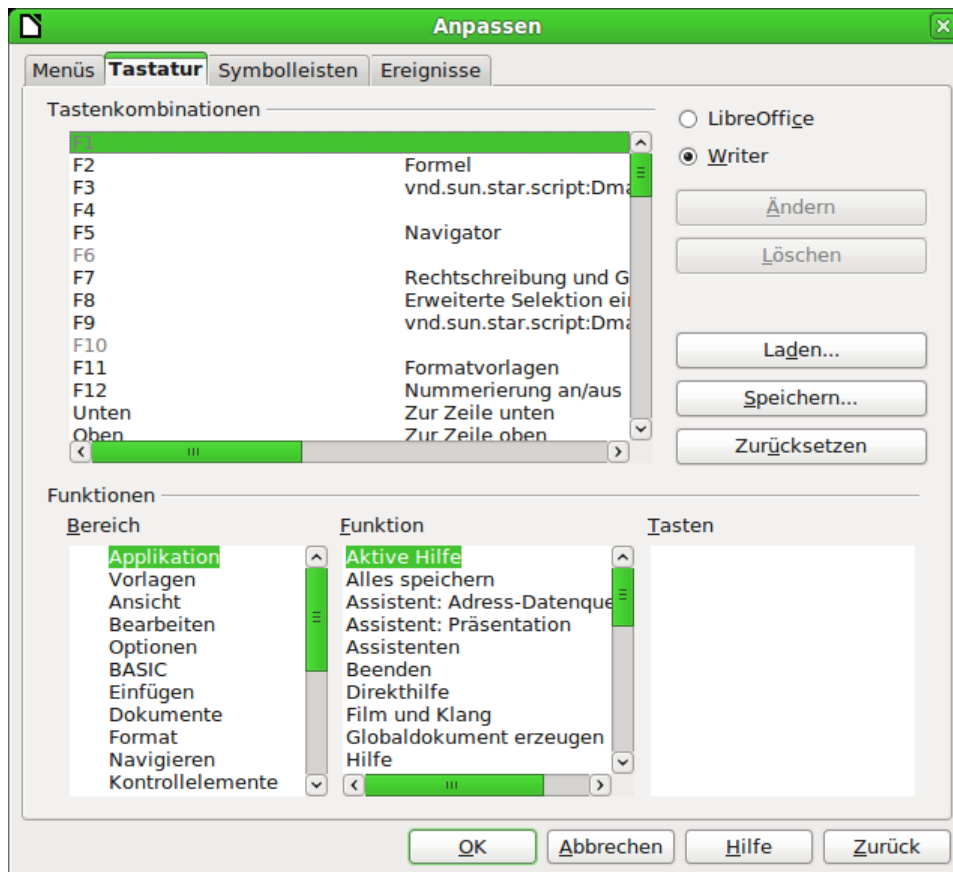 Anpassen
Menüs Tastatur Symbolleisten Ereignisse
Tastenkombinationen
F1
F2 Formel
F3 vnd.sun.star.script:Dma
F4
F5 Navigator
F6
F7 Rechtschreibung und G
F8 Erweiterte Selektion ei
F9 vnd.sun.star.script:Dma
F10
F11 Formatvorlagen
F12 Nummerierung an/aus
Unten Zur Zeile unten
Oben Zur Zeile oben
LibreOffice
Writer
Ändern
Löschen
Laden...
Speichern...
Zurücksetzen
Funktionen
Bereich
Applikation
Vorlagen
Ansicht
Bearbeiten
Optionen
BASIC
Einfügen
Dokumente
Format
Navigieren
Kontrollelemente
Funktion
Aktive Hilfe
Alles speichern
Assistent: Adress-Datenque
Assistent: Präsentation
Assistenten
Beenden
Direkthilfe
Film und Klang
Globaldokument erzeugen
Hilfe
Tasten
OK Abbrechen Hilfe Zurück